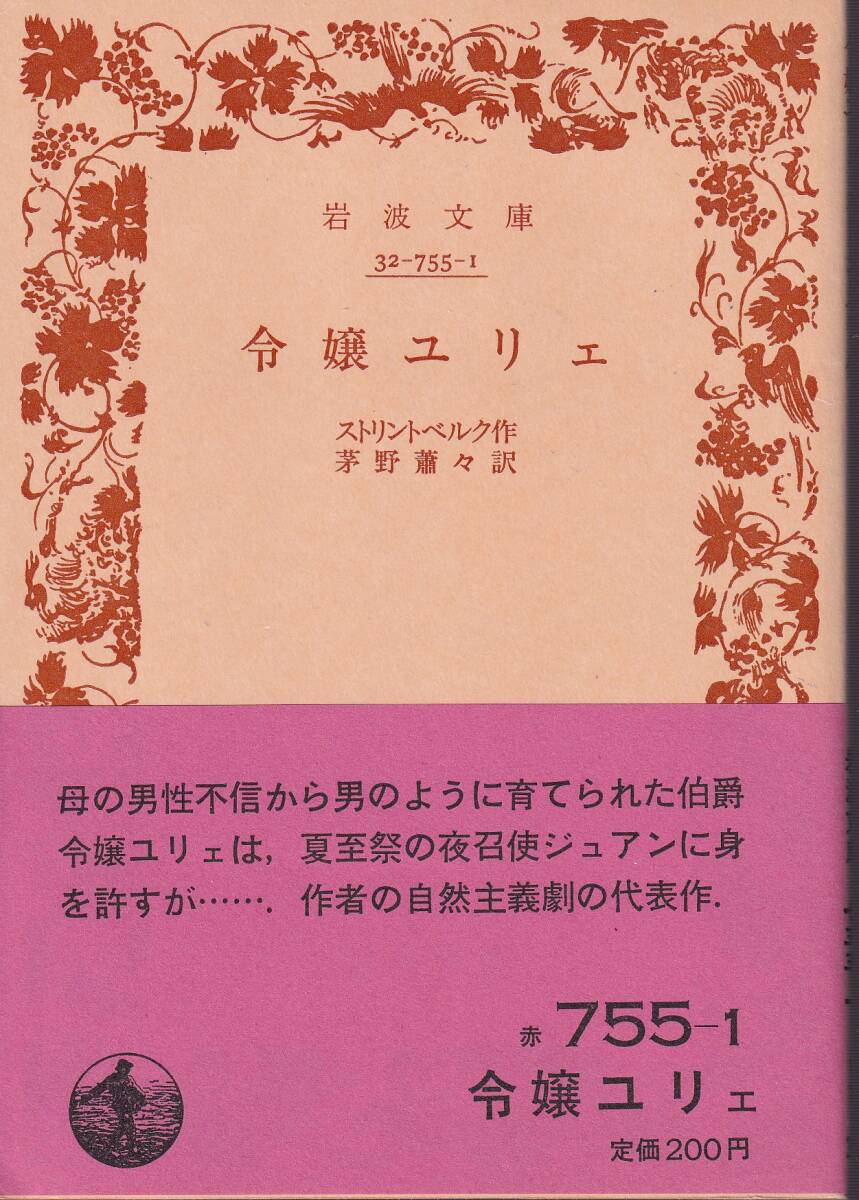 岩波文庫
32-755-1
令嬢ユリェ
ストリントベルク作
茅野蕭々訳
母の男性不信から男のように育てられた伯爵
令嬢ユリェは，夏至祭の夜召使ジュアンに身
を許すが……．作者の自然主義劇の代表作．
赤 755-1
令嬢ユリェ
定価200円